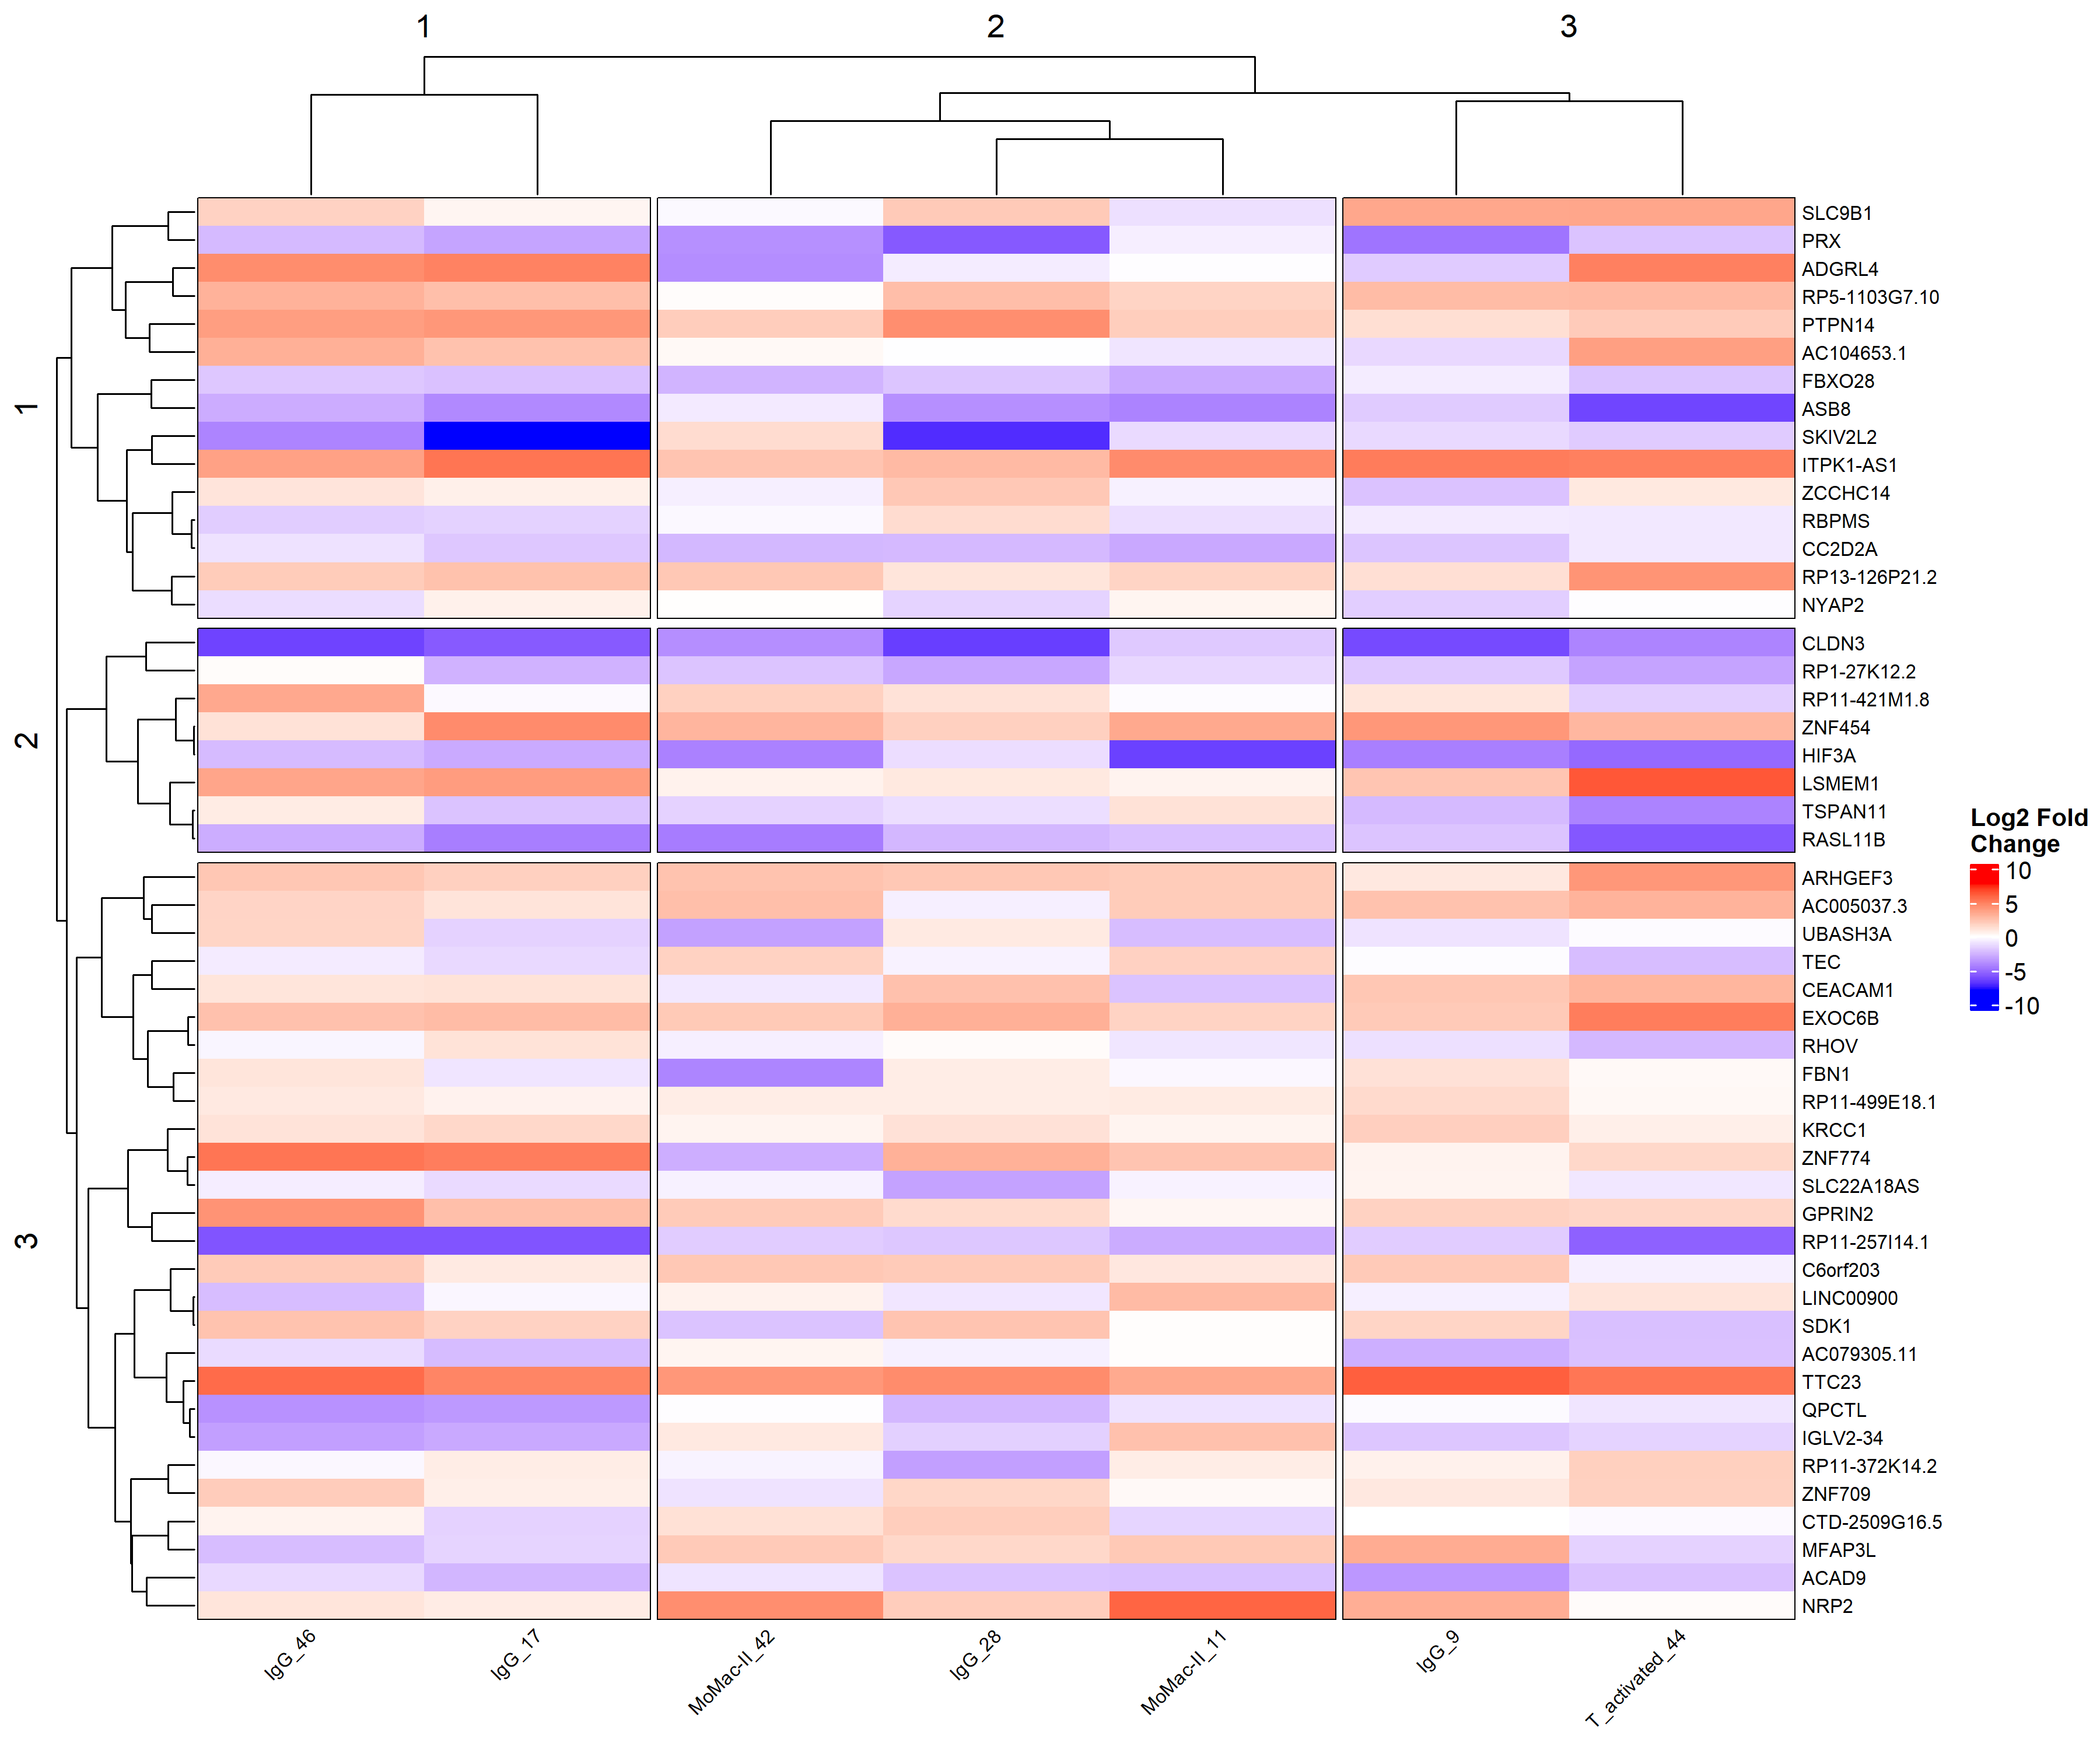 1
2
3
1
2
3
SLC9B1
PRX
ADGRL4
RP5-1103G7.10
PTPN14
AC104653.1
FBXO28
ASB8
SKIV2L2
ITPK1-AS1
ZCCHC14
RBPMS
CC2D2A
RP13-126P21.2
NYAP2
CLDN3
RP1-27K12.2
RP11-421M1.8
ZNF454
HIF3A
LSMEM1
TSPAN11
RASL11B
ARHGEF3
AC005037.3
UBASH3A
TEC
CEACAM1
EXOC6B
RHOV
FBN1
RP11-499E18.1
KRCC1
ZNF774
SLC22A18AS
GPRIN2
RP11-257I14.1
C6orf203
LINC00900
SDK1
AC079305.11
TTC23
QPCTL
IGLV2-34
RP11-372K14.2
ZNF709
CTD-2509G16.5
MFAP3L
ACAD9
NRP2
IgG_46
IgG_17
MoMac-II_42
IgG_28
MoMac-II_11
IgG_9
T_activated_44
Log2 Fold
Change
10
5
0
-5
-10